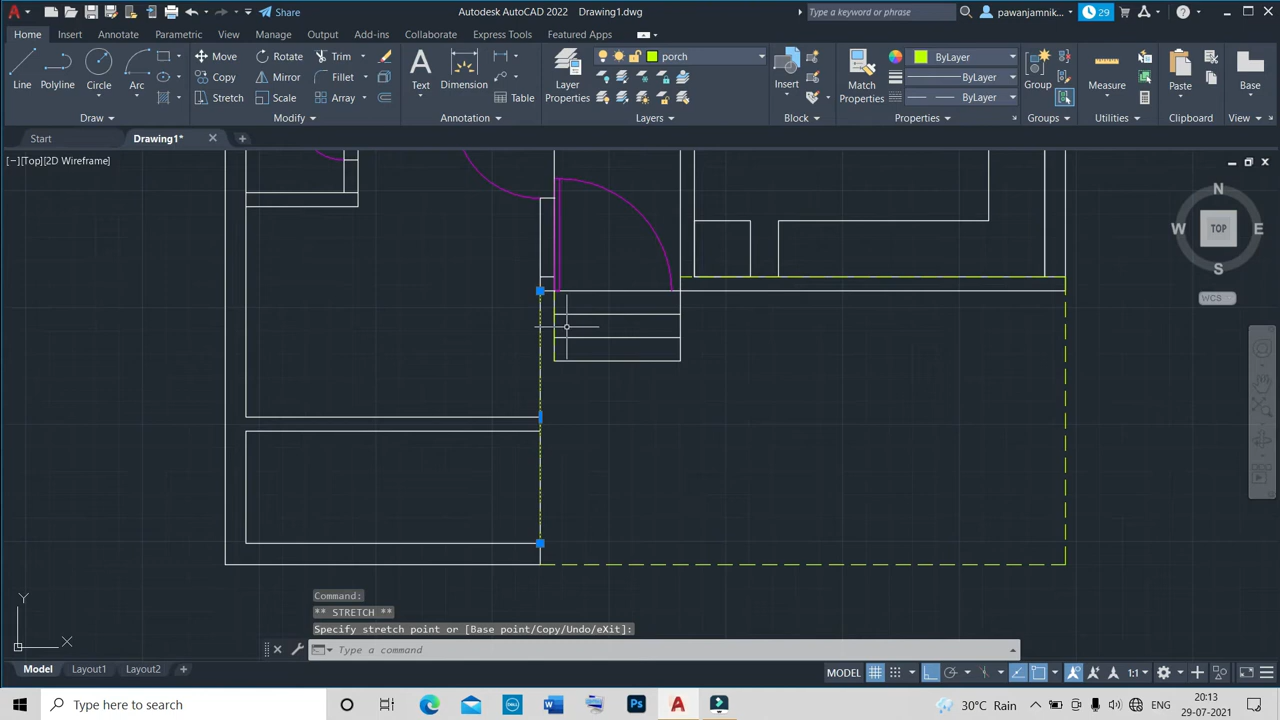 Share
Autodesk AutoCAD 2022 Drawing1.dwg
Type a keyword or phrase
pawanjamnik...
29
Home Insert Annotate Parametric View Manage Output Add-ins Collaborate Express Tools Featured Apps
Line Polyline Circle Arc
Move Rotate Trim
Copy Mirror Fillet
Stretch Scale Array
Text Dimension Table
Layer Properties
porch
Insert
Match Properties
ByLayer
ByLayer
ByLayer
Group Measure Paste Base
Draw Modify Annotation Layers Block Properties Groups Utilities Clipboard View
Start Drawing1*
[−][Top][2D Wireframe]
N
W TOP E
S
WCS
Y
X
Command:
** STRETCH **
Specify stretch point or [Base point/Copy/Undo/eXit]:
Type a command
Model Layout1 Layout2
MODEL 1:1
Type here to search
30°C Rain
ENG
20:13
29-07-2021